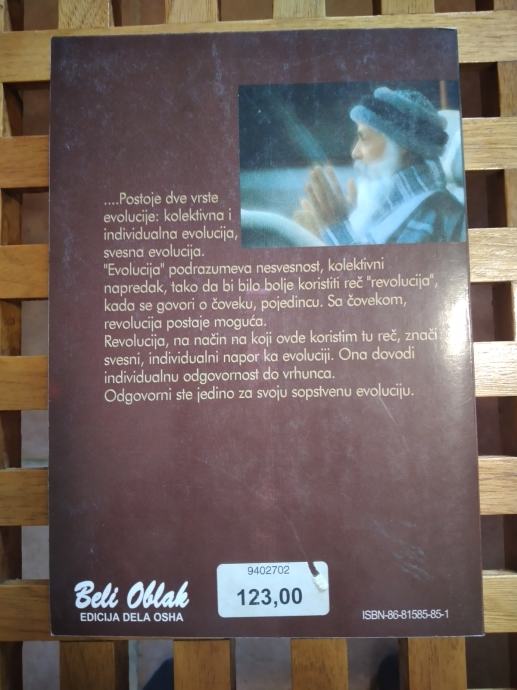 ....Postoje dve vrste
evolucije: kolektivna i
individualna evolucija,
svesna evolucija.
"Evolucija" podrazumeva nesvesnost, kolektivni
napredak, tako da bi bilo bolje koristiti reč "revolucija",
kada se govori o čoveku, pojedincu. Sa čovekom,
revolucija postaje moguća.
Revolucija, na način na koji ovde koristim tu reč, znači
svesni, individualni napor ka evoluciji. Ona dovodi
individualnu odgovornost do vrhunca.
Odgovorni ste jedino za svoju sopstvenu evoluciju.
Beli Oblak
EDICIJA DELA OSHA
9402702
123,00
ISBN-86-81585-85-1